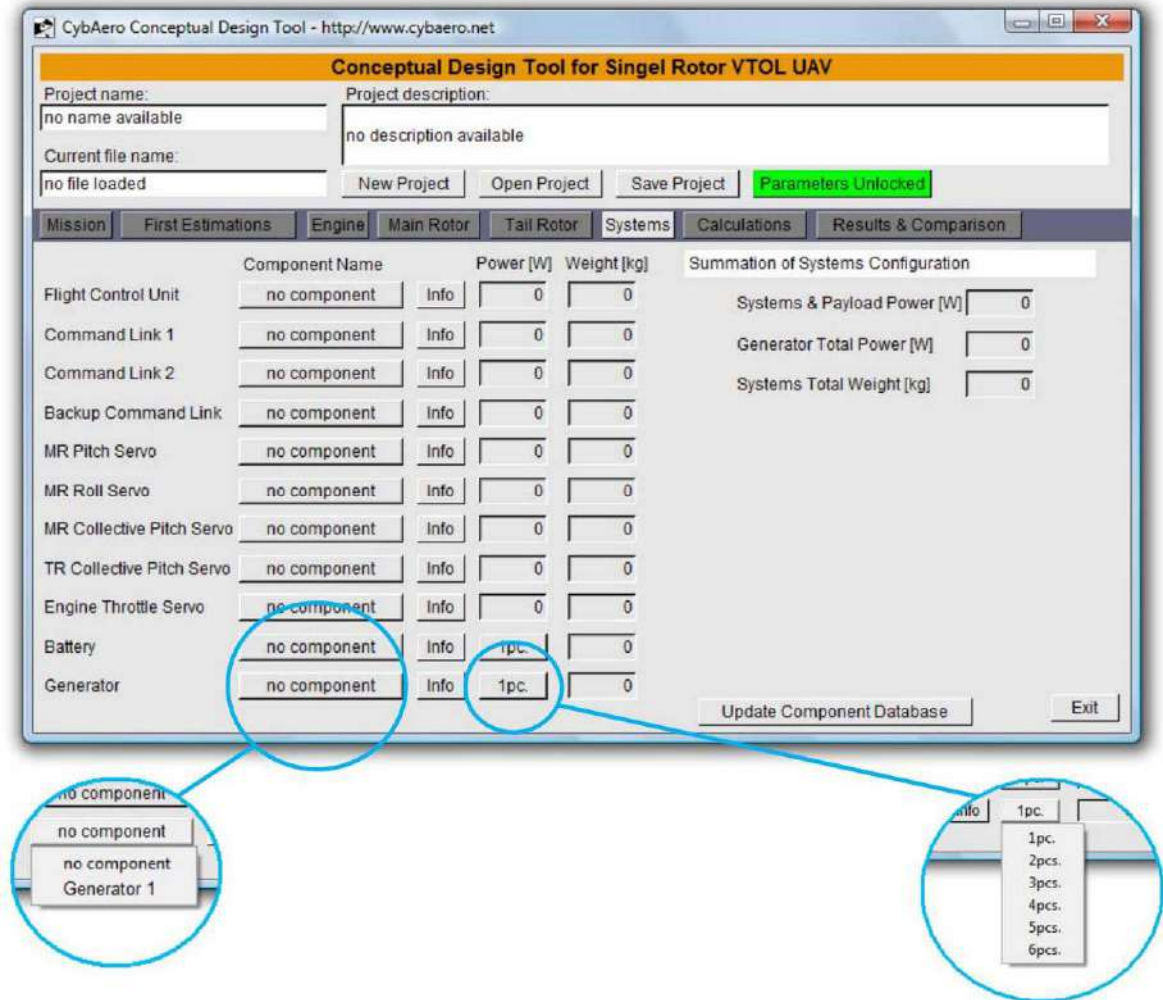 CybAero Conceptual Design Tool - http://www.cybaero.net
Conceptual Design Tool for Singel Rotor VTOL UAV
Project name:
no name available
Project description:
no description available
Current file name:
no file loaded
New Project Open Project Save Project Parameters Unlocked
Mission First Estimations Engine Main Rotor Tail Rotor Systems Calculations Results & Comparison
Component Name Power [W] Weight [kg] Summation of Systems Configuration
Flight Control Unit no component Info 0 0
Systems & Payload Power [W] 0
Command Link 1 no component Info 0 0
Generator Total Power [W] 0
Command Link 2 no component Info 0 0
Systems Total Weight [kg] 0
Backup Command Link no component Info 0 0
MR Pitch Servo no component Info 0 0
MR Roll Servo no component Info 0 0
MR Collective Pitch Servo no component Info 0 0
TR Collective Pitch Servo no component Info 0 0
Engine Throttle Servo no component Info 0 0
Battery no component Info 1pc. 0
Generator no component Info 1pc. 0
Update Component Database Exit
no component
no component
no component
Generator 1
Info 1pc.
1pc.
2pcs.
3pcs.
4pcs.
5pcs.
6pcs.